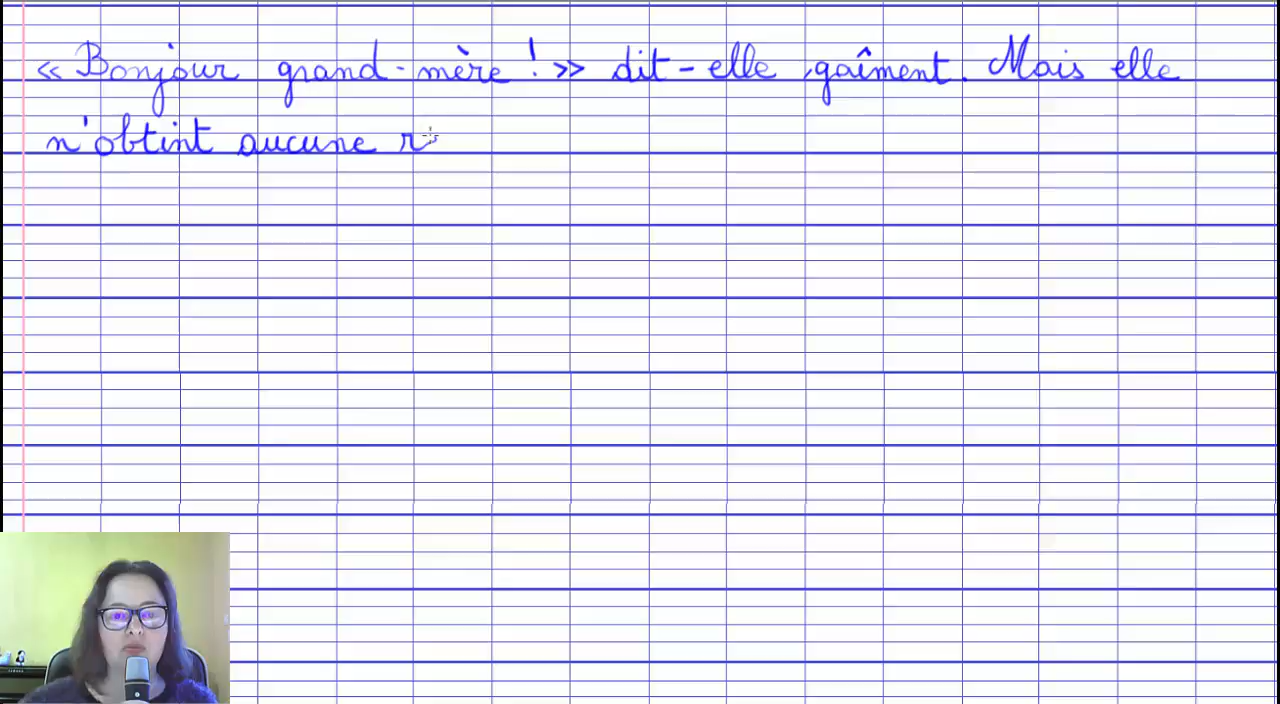 « Bonjour grand-mère ! » dit-elle gaîment. Mais elle
n'obtint aucune r